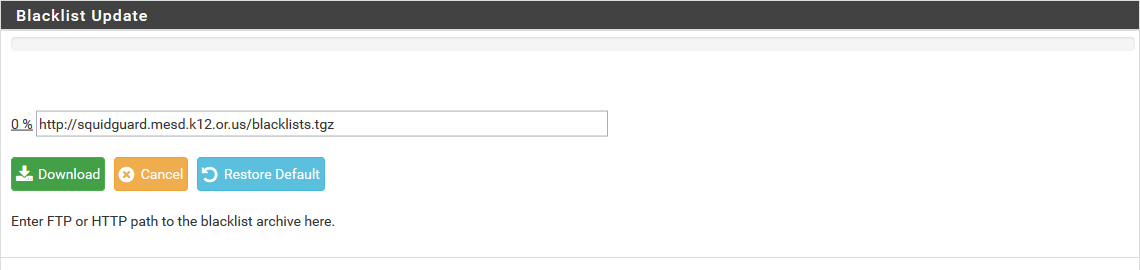 Blacklist Update
0 % http://squidguard.mesd.k12.or.us/blacklists.tgz
Download Cancel Restore Default
Enter FTP or HTTP path to the blacklist archive here.